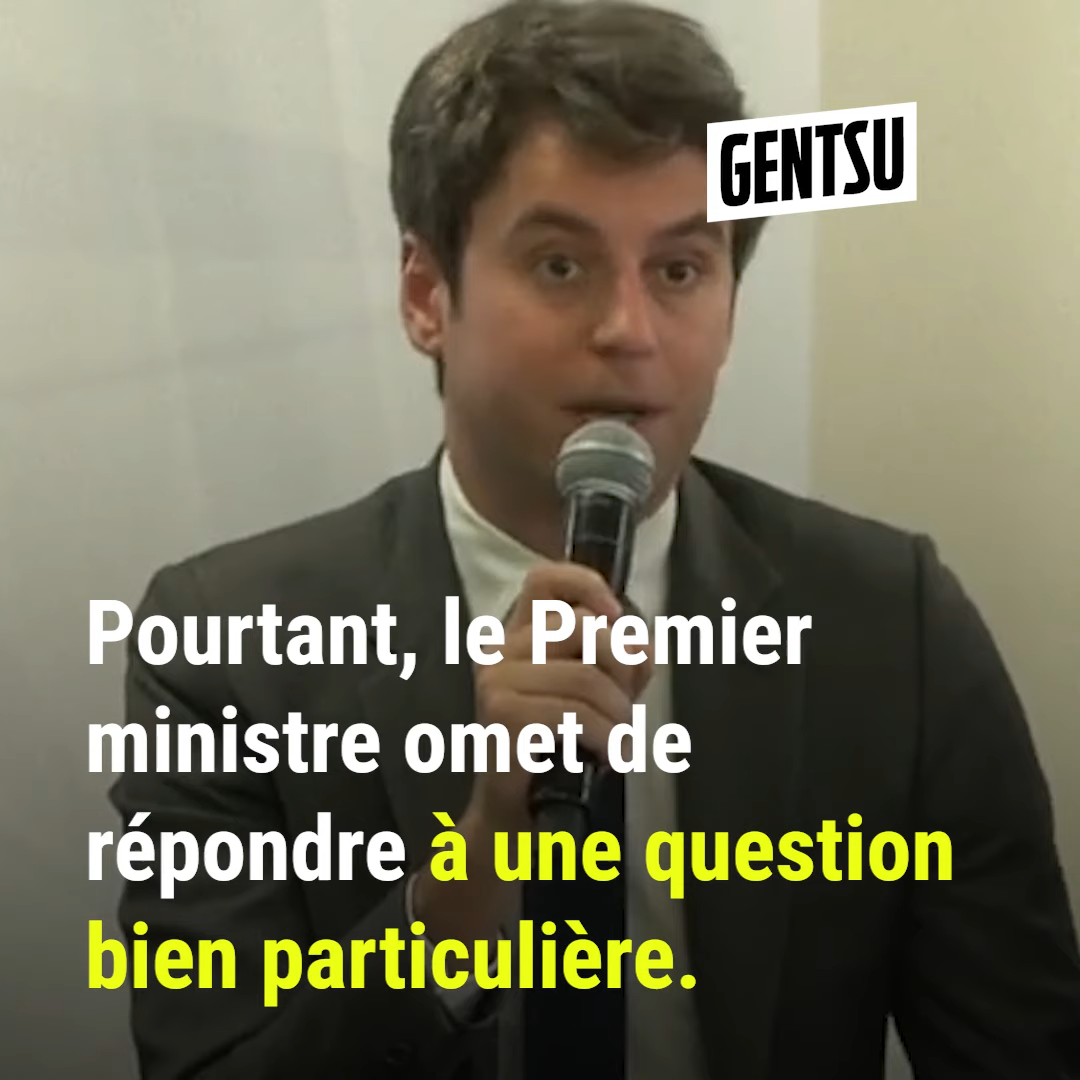 GENTSU
Pourtant, le Premier
ministre omet de
répondre à une question
bien particulière.